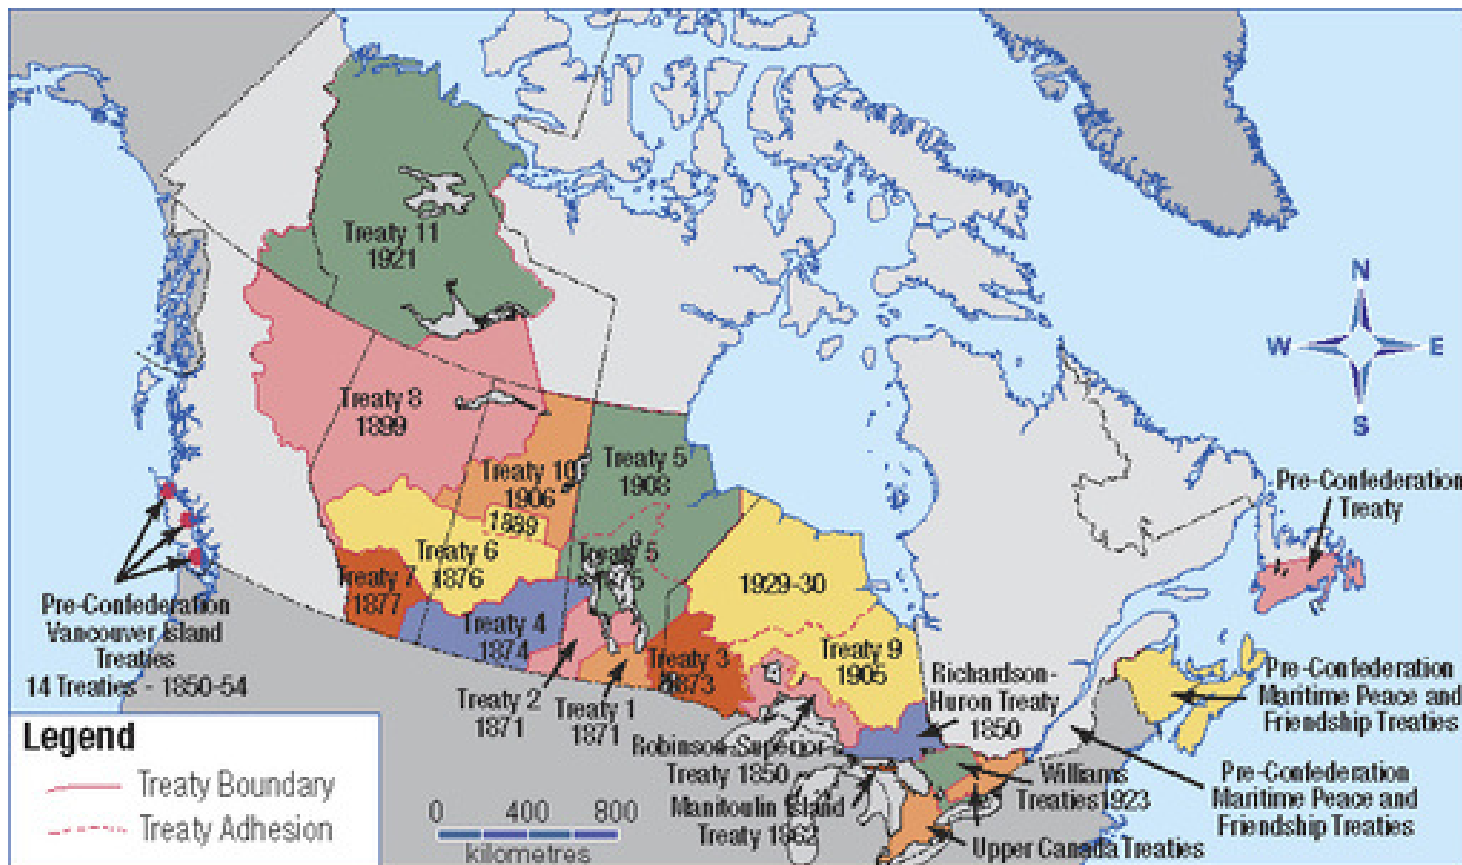 Treaty 11
1921
N
W
E
S
Treaty 8
1899
Treaty 10
1906
1889
Treaty 5
1908
Pre-Confederation
Treaty
Treaty 6
1876
Treaty 5
Treaty 7
1877
1929-30
Pre-Confederation
Vancouver Island
Treaties
14 Treaties - 1850-54
Treaty 4
1874
Treaty 3
1873
Treaty 9
1905
Treaty 2
1871
Treaty 1
1871
Richardson-
Huron Treaty
1850
Pre-Confederation
Maritime Peace and
Friendship Treaties
Robinson-Superior
Treaty 1850
Manitoulin Island
Treaty 1862
Williams
Treaties1923
Pre-Confederation
Maritime Peace and
Friendship Treaties
Upper Canada Treaties
Legend
Treaty Boundary
Treaty Adhesion
0 400 800
kilometres